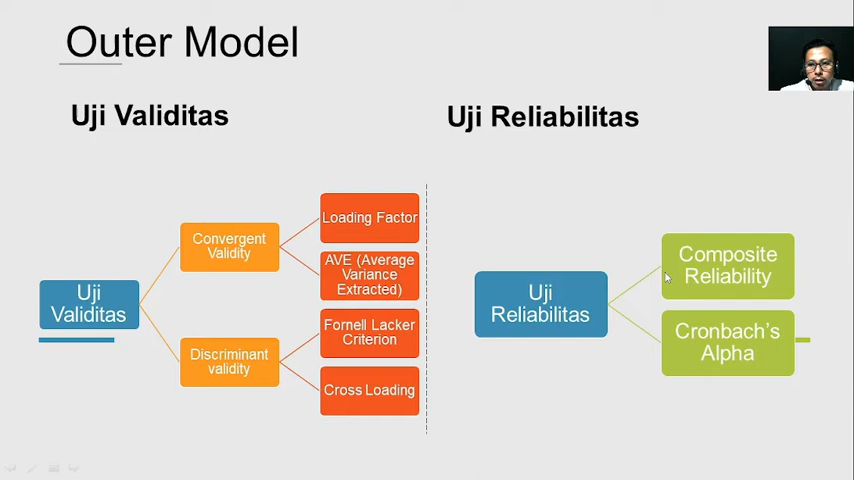 Outer Model
Uji Validitas
Uji Reliabilitas
Uji
Validitas
Convergent
Validity
Discriminant
validity
Loading Factor
AVE (Average
Variance
Extracted)
Fornell Lacker
Criterion
Cross Loading
Uji
Reliabilitas
Composite
Reliability
Cronbach's
Alpha